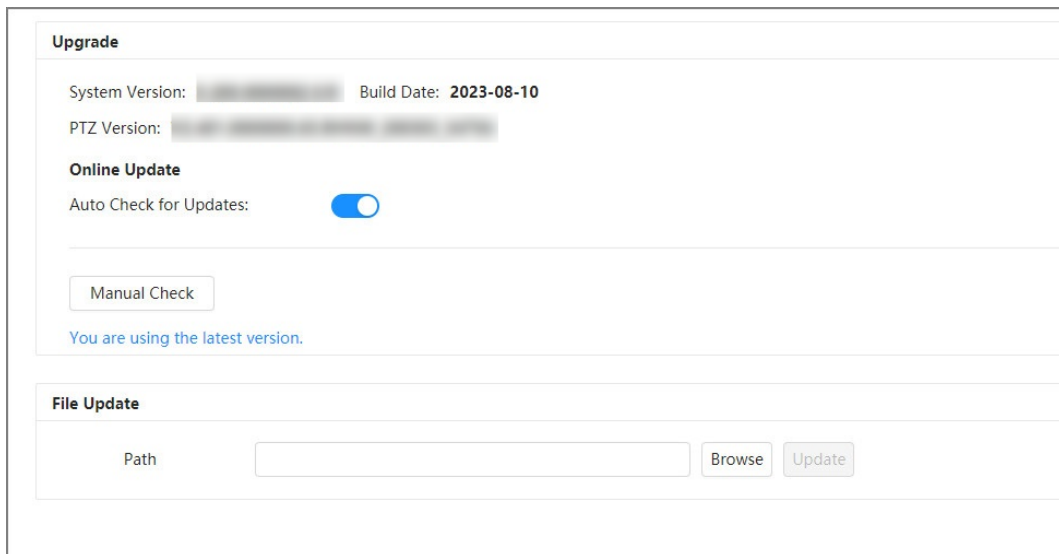 Upgrade
System Version: Build Date: 2023-08-10
PTZ Version:
Online Update
Auto Check for Updates:
Manual Check
You are using the latest version.
File Update
Path Browse Update